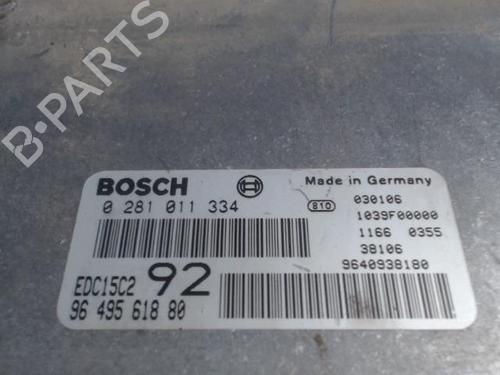 B-PARTS
BOSCH
Made in Germany
0 281 011 334
810
030106
1039F00000
1166 0355
38106
9640938180
EDC15C2 92
96 495 618 80